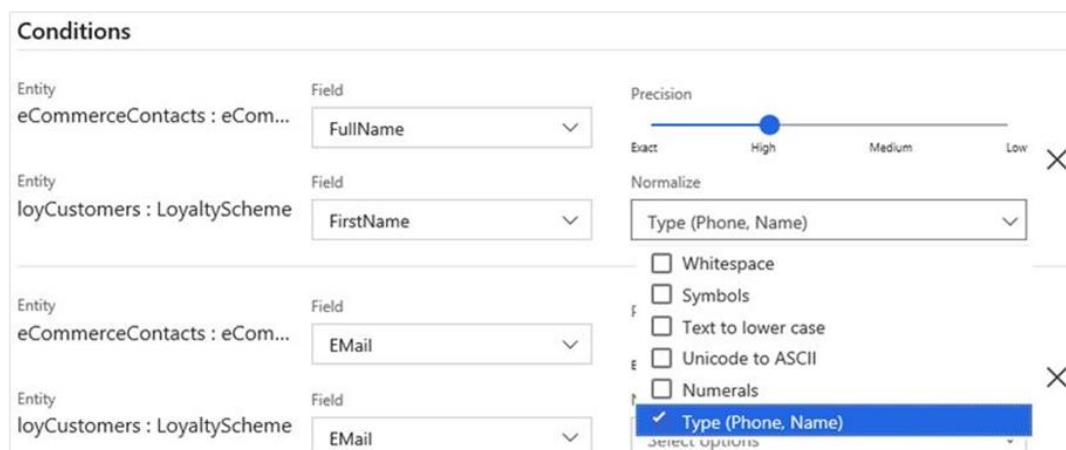 Conditions
Entity
Field
Precision
eCommerceContacts : eCom...
FullName
Exact
High
Medium
Low
Entity
Field
Normalize
loyCustomers : LoyaltyScheme
FirstName
Type (Phone, Name)
Whitespace
Symbols
Text to lower case
Unicode to ASCII
Numerals
Type (Phone, Name)
Entity
Field
eCommerceContacts : eCom...
EMail
Entity
Field
loyCustomers : LoyaltyScheme
EMail
Select options